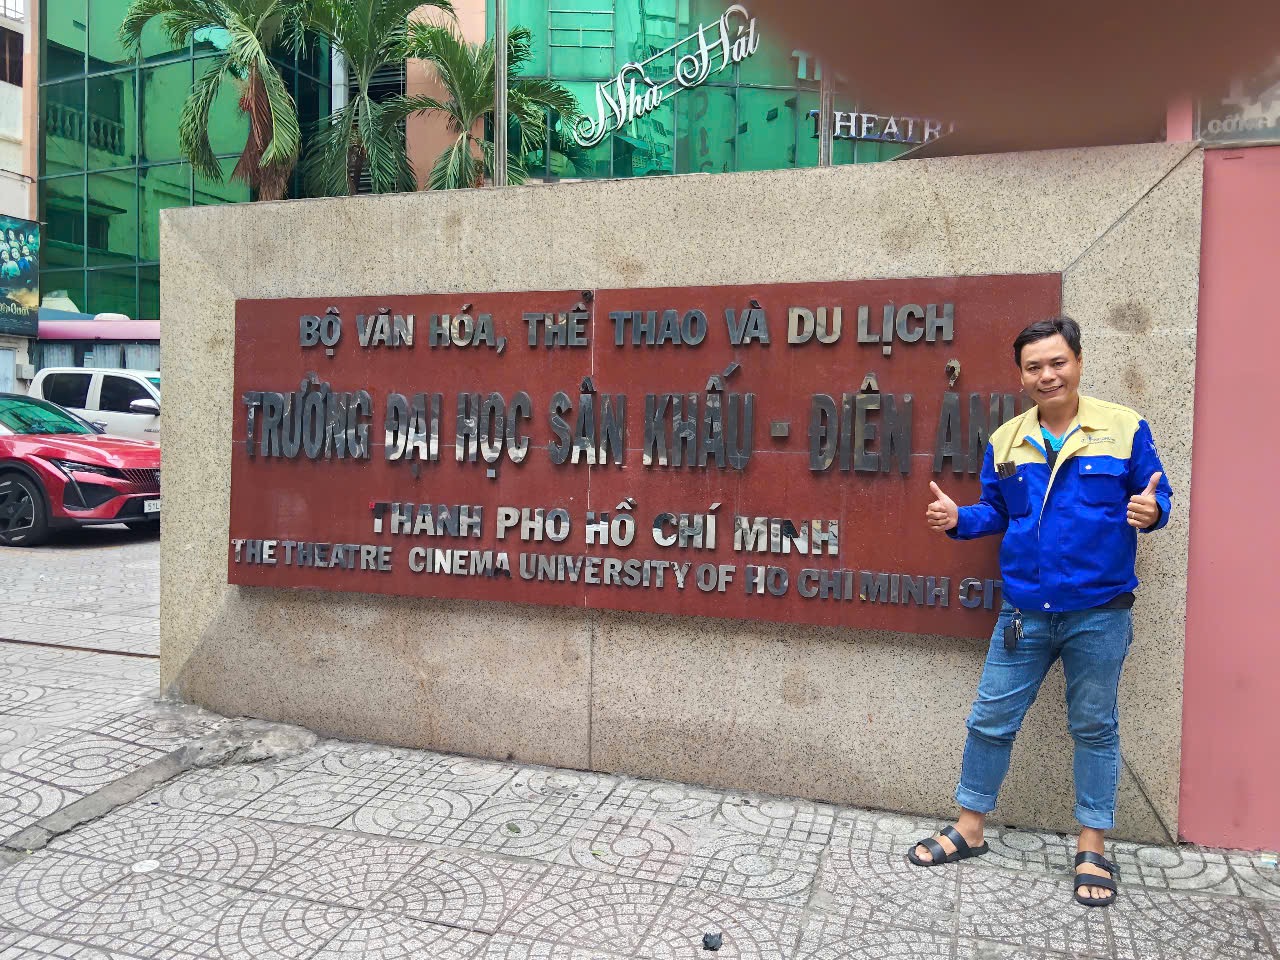 Nhà Hát
THEATR
BỘ VĂN HÓA, THỂ THAO VÀ DU LỊCH
TRƯỜNG ĐẠI HỌC SÂN KHẤU - ĐIỆN ẢNH
THANH PHO HỒ CHÍ MINH
THE THEATRE CINEMA UNIVERSITY OF HO CHI MINH CIT